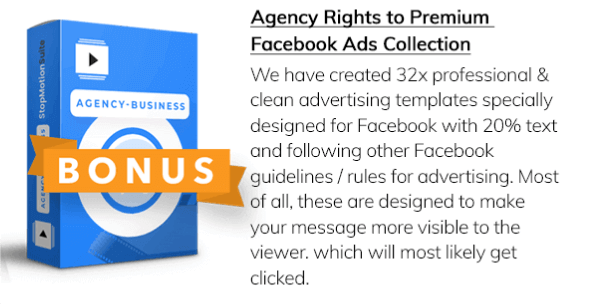 Agency Rights to Premium
Facebook Ads Collection
We have created 32x professional &
clean advertising templates specially
designed for Facebook with 20% text
and following other Facebook
guidelines / rules for advertising. Most
of all, these are designed to make
your message more visible to the
viewer. which will most likely get
clicked.
StopMotionSuite
AGENCY-BUSINESS
BONUS